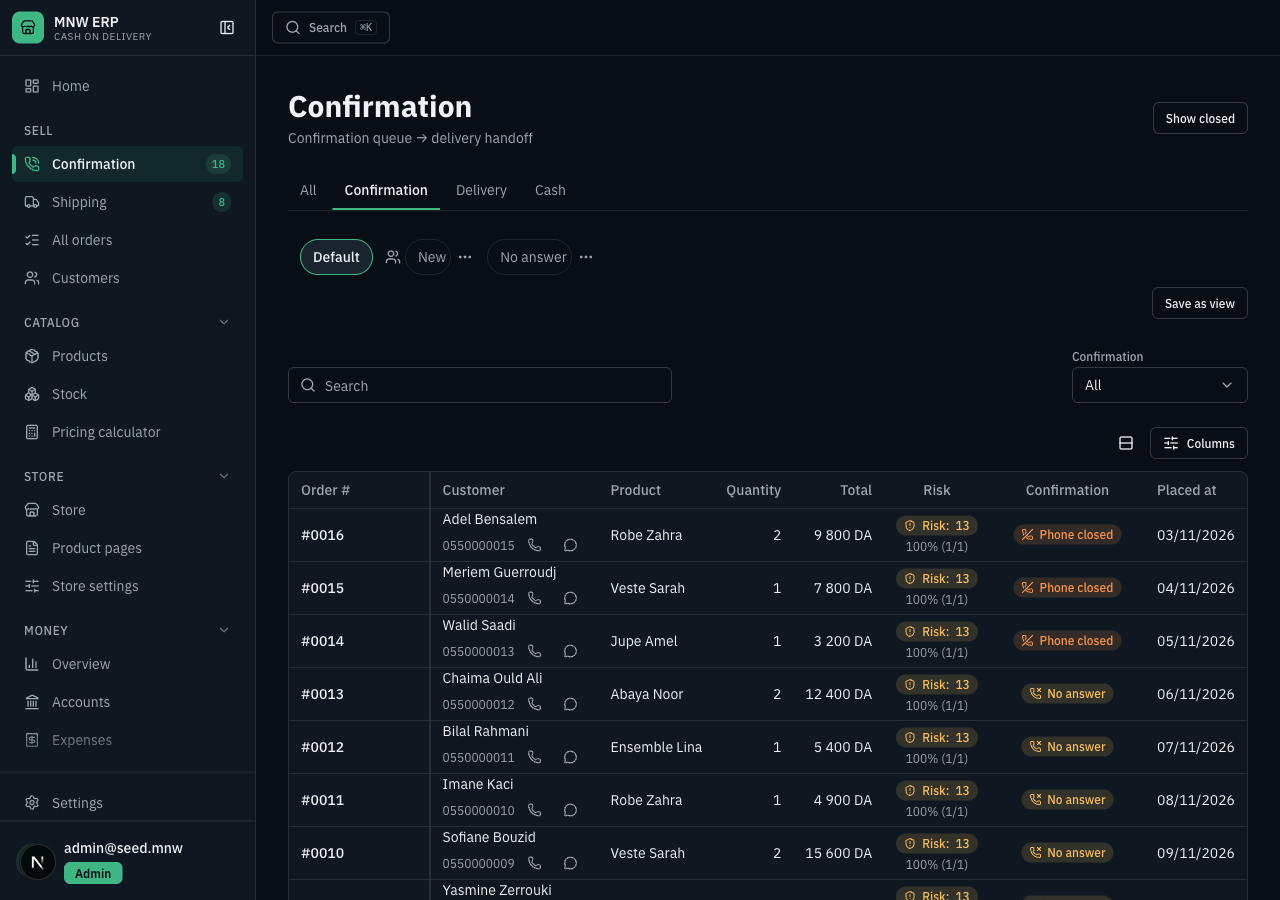 MNW ERP
CASH ON DELIVERY
Search ⌘K
Home
SELL
Confirmation 18
Shipping 8
All orders
Customers
CATALOG
Products
Stock
Pricing calculator
STORE
Store
Product pages
Store settings
MONEY
Overview
Accounts
Expenses
Settings
N
admin@seed.mnw
Admin
Confirmation
Confirmation queue → delivery handoff
Show closed
All Confirmation Delivery Cash
Default New ••• No answer •••
Save as view
Confirmation
Search
All
Columns
Order # Customer Product Quantity Total Risk Confirmation Placed at
#0016 Adel Bensalem 0550000015 Robe Zahra 2 9 800 DA Risk: 13 100% (1/1) Phone closed 03/11/2026
#0015 Meriem Guerroudj 0550000014 Veste Sarah 1 7 800 DA Risk: 13 100% (1/1) Phone closed 04/11/2026
#0014 Walid Saadi 0550000013 Jupe Amel 1 3 200 DA Risk: 13 100% (1/1) Phone closed 05/11/2026
#0013 Chaima Ould Ali 0550000012 Abaya Noor 2 12 400 DA Risk: 13 100% (1/1) No answer 06/11/2026
#0012 Bilal Rahmani 0550000011 Ensemble Lina 1 5 400 DA Risk: 13 100% (1/1) No answer 07/11/2026
#0011 Imane Kaci 0550000010 Robe Zahra 1 4 900 DA Risk: 13 100% (1/1) No answer 08/11/2026
#0010 Sofiane Bouzid 0550000009 Veste Sarah 2 15 600 DA Risk: 13 100% (1/1) No answer 09/11/2026
Yasmine Zerrouki Risk: 13